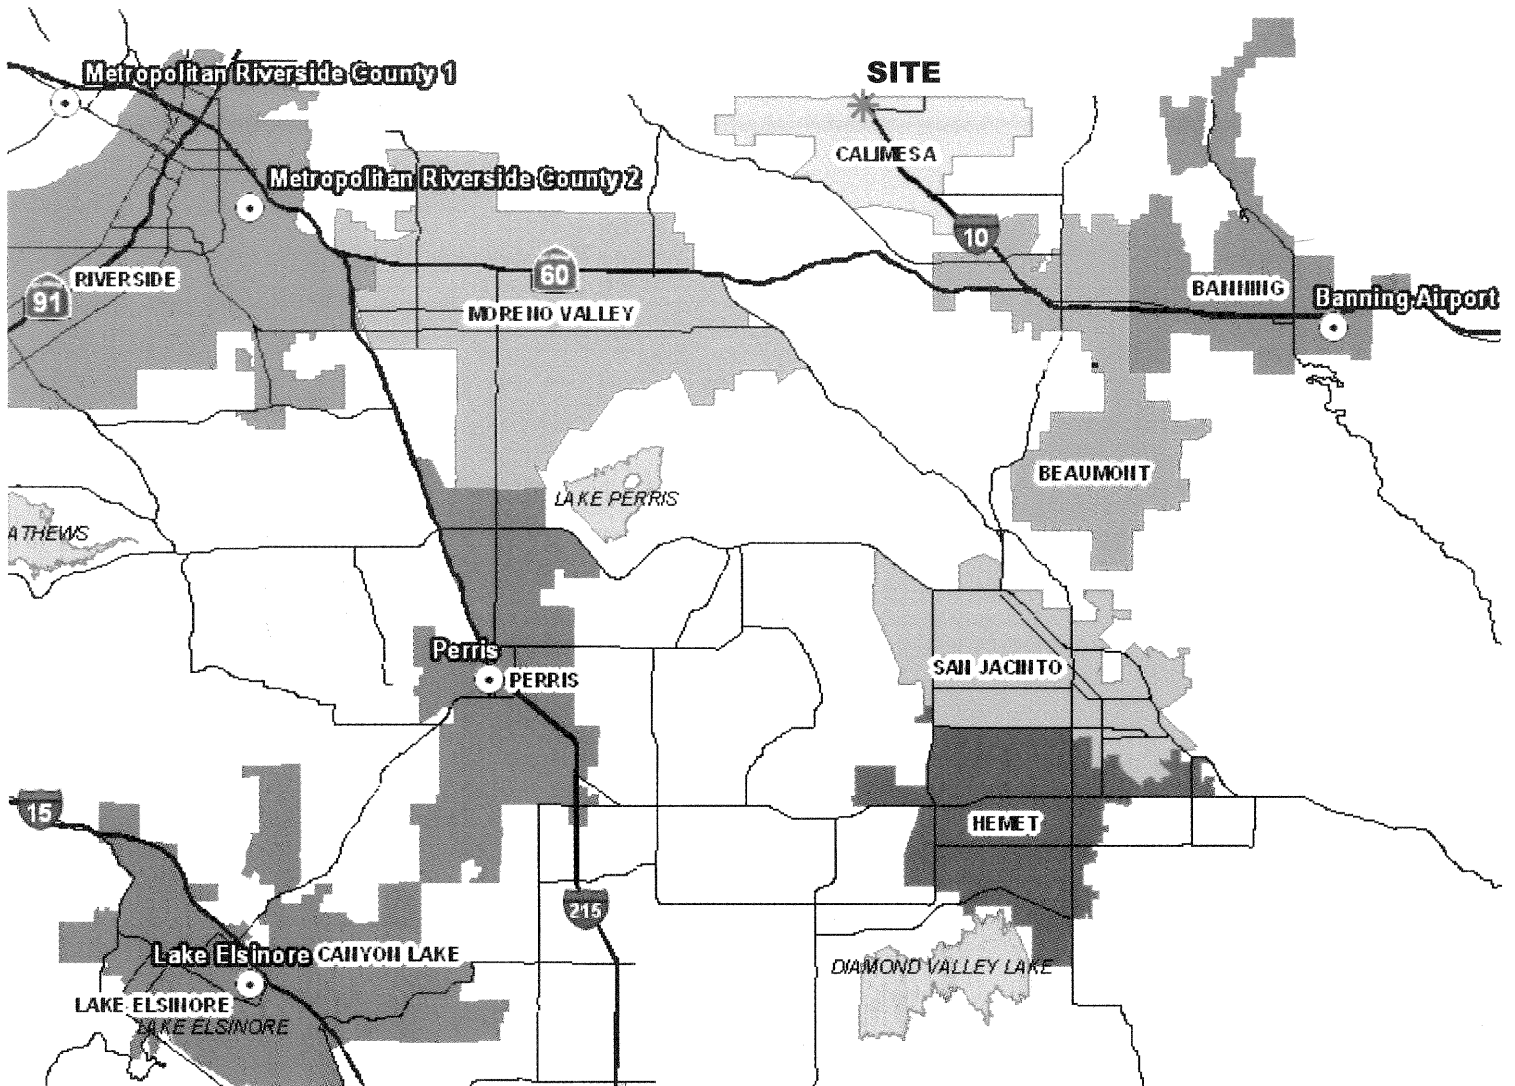 SITE
Metropolitan Riverside County 1
CALIMESA
Metropolitan Riverside County 2
10
RIVERSIDE
60
91
BANNING
Banning Airport
MORENO VALLEY
BEAUMONT
LAKE PERRIS
ATHEWS
Perris
PERRIS
SAN JACINTO
15
HEMET
215
Lake Elsinore
CANYON LAKE
DIAMOND VALLEY LAKE
LAKE ELSINORE
LAKE ELSINORE